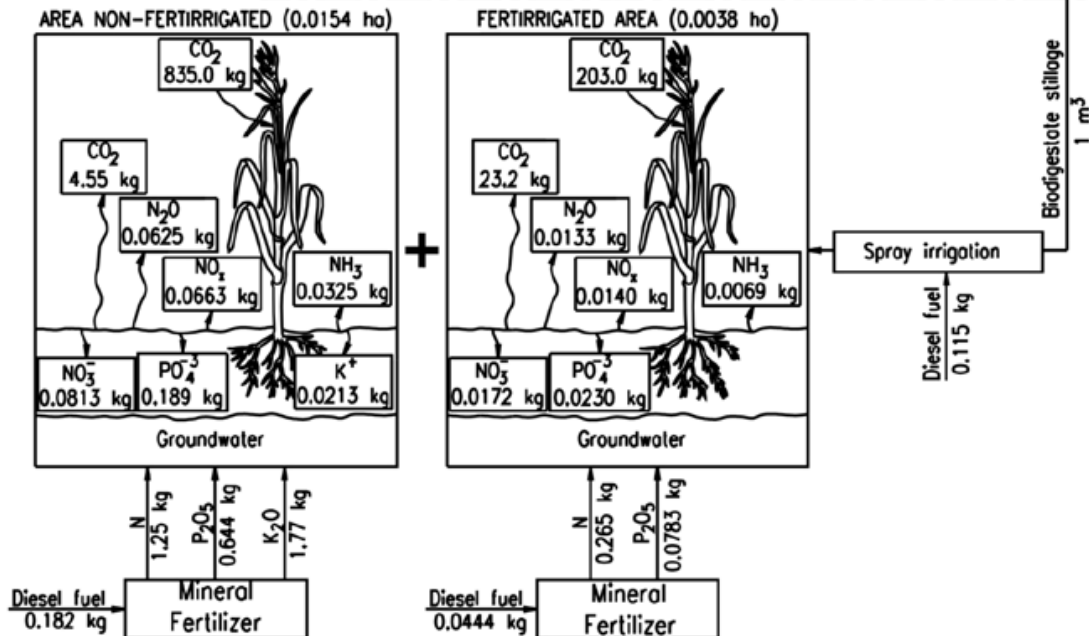 AREA NON-FERTIRRIGATED (0.0154 ha)
CO₂
835.0 kg
CO₂
4.55 kg
N₂O
0.0625 kg
NOₓ
0.0663 kg
NH₃
0.0325 kg
NO₃⁻
0.0813 kg
PO₄⁻³
0.189 kg
K⁺
0.0213 kg
Groundwater
N
1.25 kg
P₂O₅
0.644 kg
K₂O
1.77 kg
Diesel fuel
0.182 kg
Mineral
Fertilizer
+
FERTIRRIGATED AREA (0.0038 ha)
CO₂
203.0 kg
CO₂
23.2 kg
N₂O
0.0133 kg
NOₓ
0.0140 kg
NH₃
0.0069 kg
NO₃⁻
0.0172 kg
PO₄⁻³
0.0230 kg
Groundwater
N
0.265 kg
P₂O₅
0.0783 kg
Diesel fuel
0.0444 kg
Mineral
Fertilizer
Biodigestate stillage
1 m³
Spray irrigation
Diesel fuel
0.115 kg